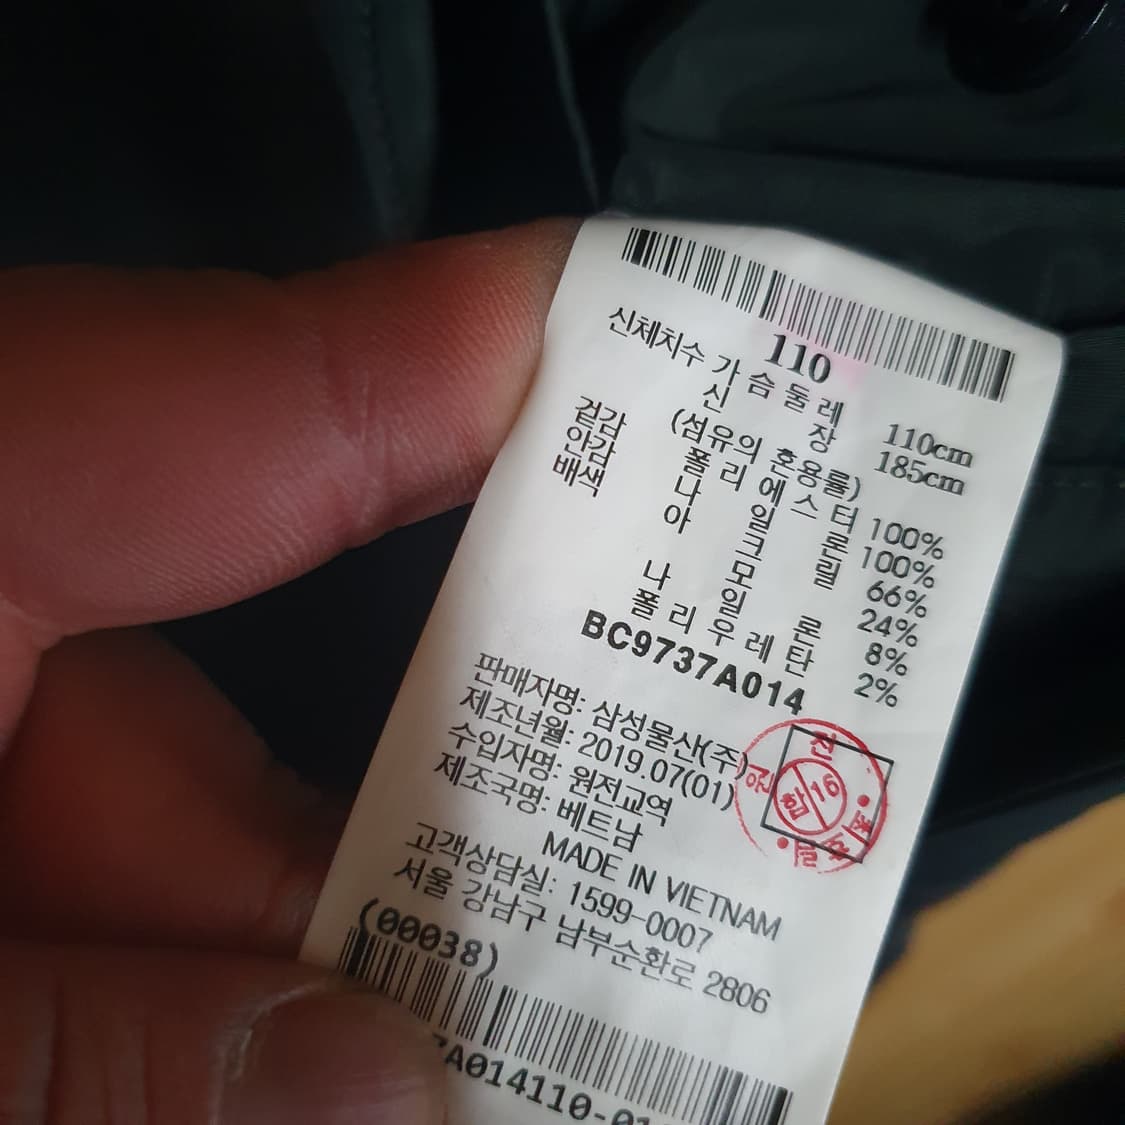 110
신체치수 가슴둘레 110cm
신장 185cm
(섬유의 혼용률)
겉감 폴리에스터 100%
안감 나일론 100%
배색 아크릴 66%
모 24%
나일론 8%
폴리우레탄 2%
BC9737A014
판매자명: 삼성물산(주)
제조년월: 2019.07(01)
수입자명: 원전교역
제조국명: 베트남
MADE IN VIETNAM
고객상담실: 1599-0007
서울 강남구 남부순환로 2806
(00038)
A014110-01
합 16